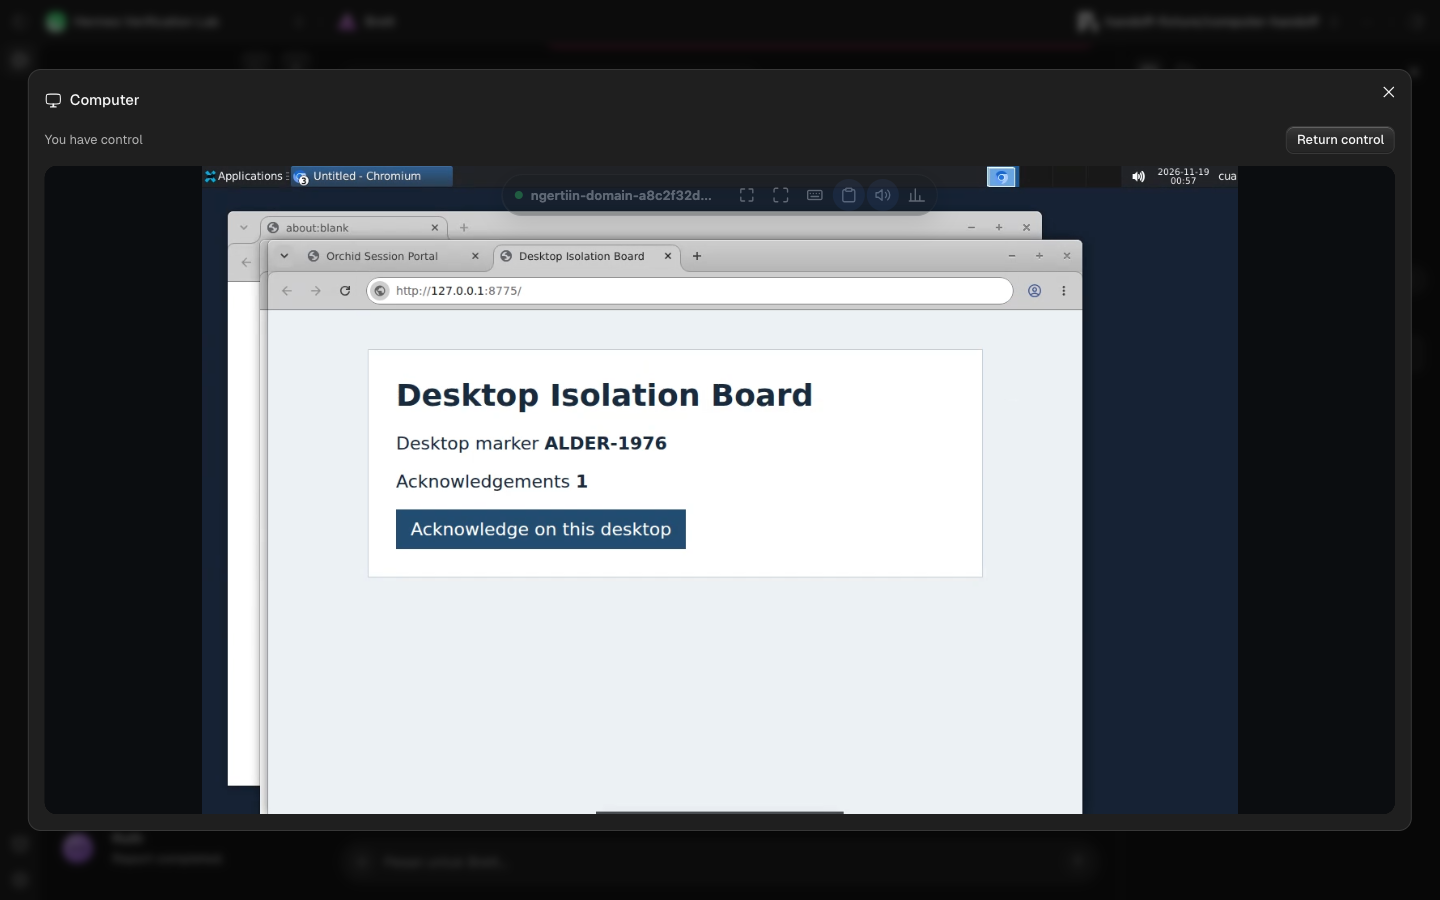 Computer
You have control
Return control
Applications
3
Untitled - Chromium
2026-11-19
00:57
cua
ngertiin-domain-a8c2f32d...
about:blank
Orchid Session Portal
Desktop Isolation Board
http://127.0.0.1:8775/
Desktop Isolation Board
Desktop marker ALDER-1976
Acknowledgements 1
Acknowledge on this desktop